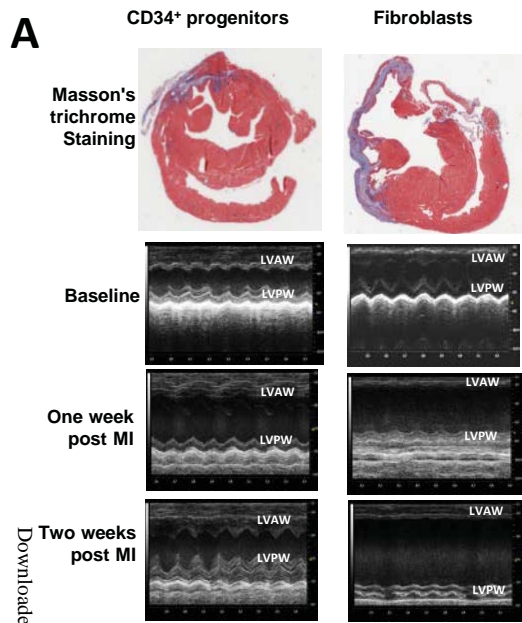 A
CD34+ progenitors
Fibroblasts
Masson's
trichrome
Staining
Baseline
LVAW
LVPW
LVAW
LVPW
One week
post MI
LVAW
LVPW
LVAW
LVPW
Two weeks
post MI
LVAW
LVPW
LVAW
LVPW
Downloade